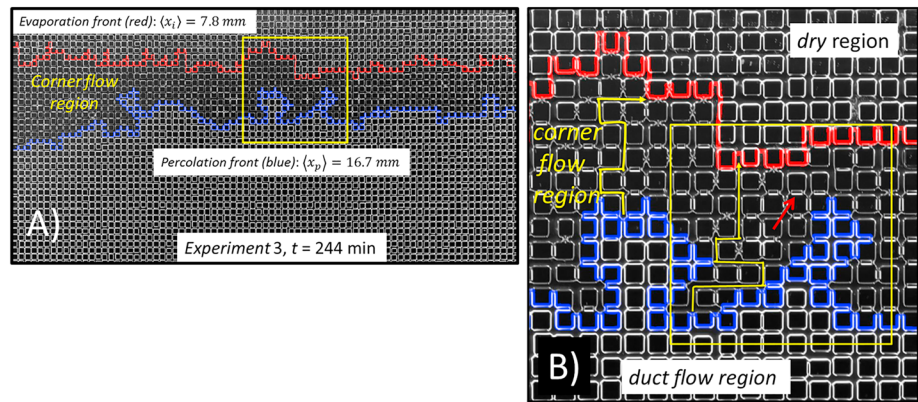 Evaporation front (red): ⟨xᵢ⟩ = 7.8 mm
Corner flow
region
Percolation front (blue): ⟨xₚ⟩ = 16.7 mm
A)
Experiment 3, t = 244 min
dry region
corner
flow
region
B)
duct flow region